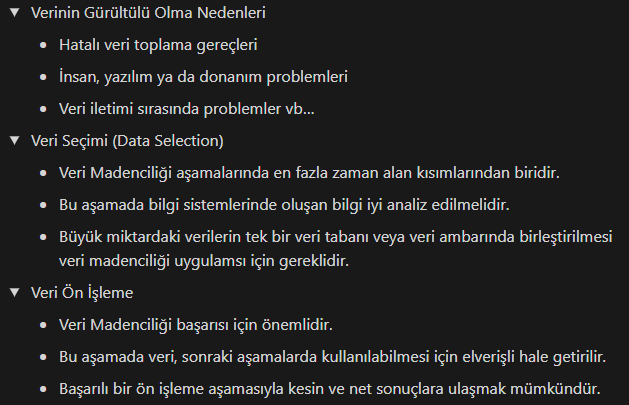 ▼ Verinin Gürültülü Olma Nedenleri
• Hatalı veri toplama gereçleri
• İnsan, yazılım ya da donanım problemleri
• Veri iletimi sırasında problemler vb...
▼ Veri Seçimi (Data Selection)
• Veri Madenciliği aşamalarında en fazla zaman alan kısımlarından biridir.
• Bu aşamada bilgi sistemlerinde oluşan bilgi iyi analiz edilmelidir.
• Büyük miktardaki verilerin tek bir veri tabanı veya veri ambarında birleştirilmesi
veri madenciliği uygulamsı için gereklidir.
▼ Veri Ön İşleme
• Veri Madenciliği başarısı için önemlidir.
• Bu aşamada veri, sonraki aşamalarda kullanılabilmesi için elverişli hale getirilir.
• Başarılı bir ön işleme aşamasıyla kesin ve net sonuçlara ulaşmak mümkündür.